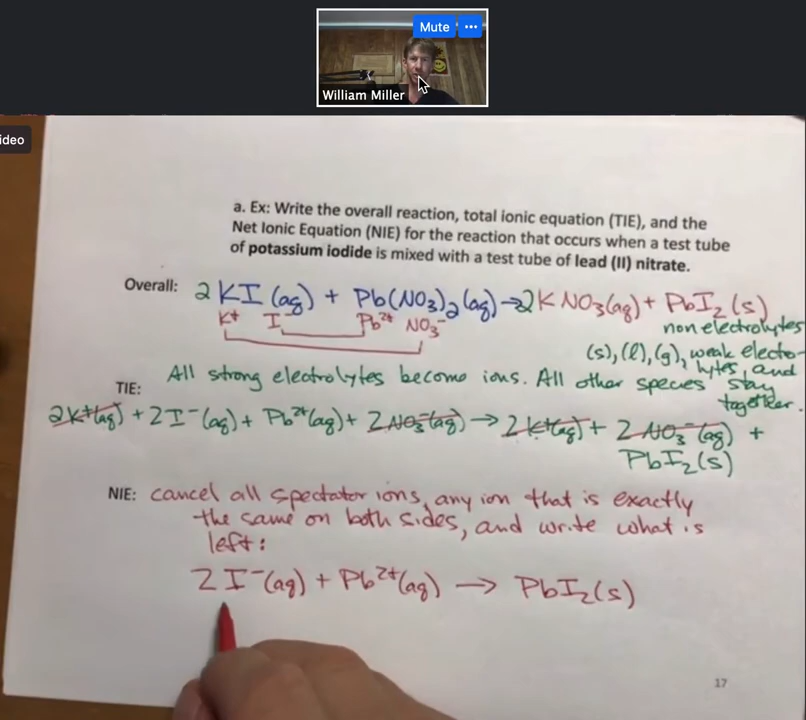 Mute ...
William Miller
ideo
a. Ex: Write the overall reaction, total ionic equation (TIE), and the
Net Ionic Equation (NIE) for the reaction that occurs when a test tube
of potassium iodide is mixed with a test tube of lead (II) nitrate.
Overall: 2 KI (aq) + Pb(NO₃)₂(aq) → 2KNO₃(aq) + PbI₂(s)
K⁺ I⁻ Pb²⁺ NO₃⁻
non electrolytes
(s), (l), (g), weak electro-
lytes, and
TIE: All strong electrolytes become ions. All other species stay
together.
2K⁺(aq) + 2I⁻(aq) + Pb²⁺(aq) + 2NO₃⁻(aq) → 2K⁺(aq) + 2NO₃⁻(aq) +
PbI₂(s)
NIE: cancel all spectator ions, any ion that is exactly
the same on both sides, and write what is
left:
2I⁻(aq) + Pb²⁺(aq) → PbI₂(s)
17